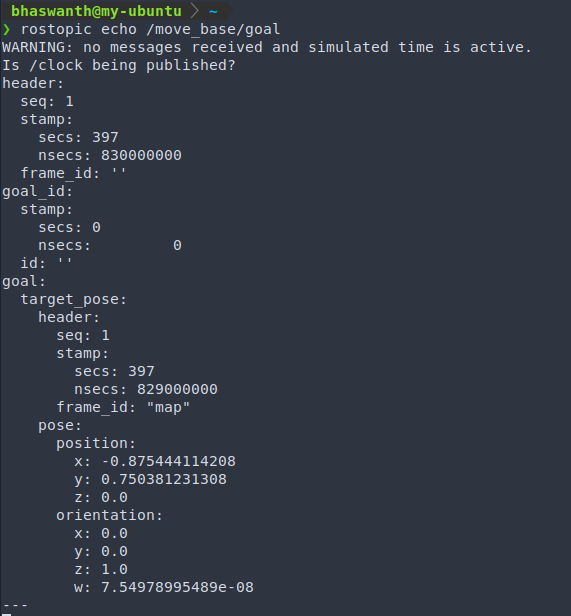 bhaswanth@my-ubuntu ~
❯ rostopic echo /move_base/goal
WARNING: no messages received and simulated time is active.
Is /clock being published?
header:
  seq: 1
  stamp:
    secs: 397
    nsecs: 830000000
  frame_id: ''
goal_id:
  stamp:
    secs: 0
    nsecs:         0
  id: ''
goal:
  target_pose:
    header:
      seq: 1
      stamp:
        secs: 397
        nsecs: 829000000
      frame_id: "map"
    pose:
      position:
        x: -0.875444114208
        y: 0.750381231308
        z: 0.0
      orientation:
        x: 0.0
        y: 0.0
        z: 1.0
        w: 7.54978995489e-08
---